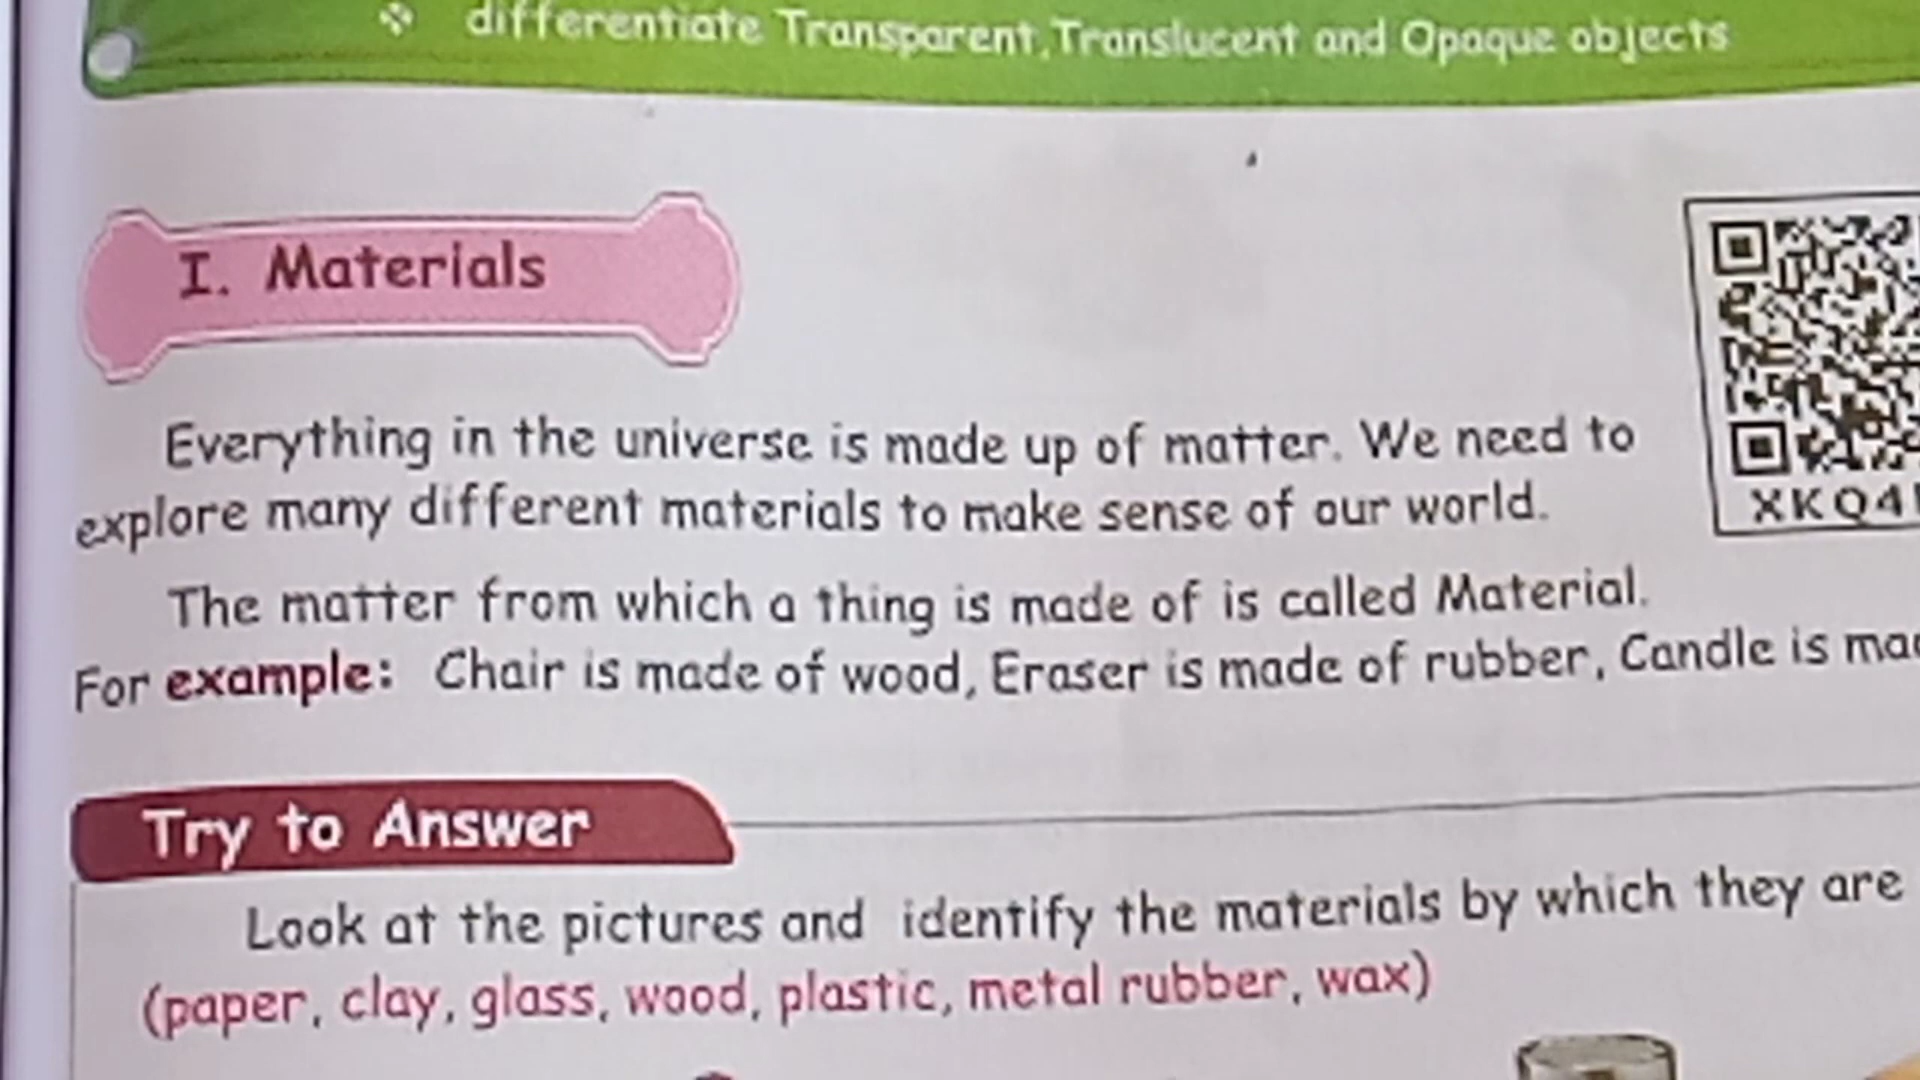 differentiate Transparent,Translucent and Opaque objects
I. Materials
Everything in the universe is made up of matter. We need to
explore many different materials to make sense of our world.
XKQ4
The matter from which a thing is made of is called Material.
For example: Chair is made of wood, Eraser is made of rubber, Candle is
Try to Answer
Look at the pictures and identify the materials by which they are
(paper, clay, glass, wood, plastic, metal rubber, wax)